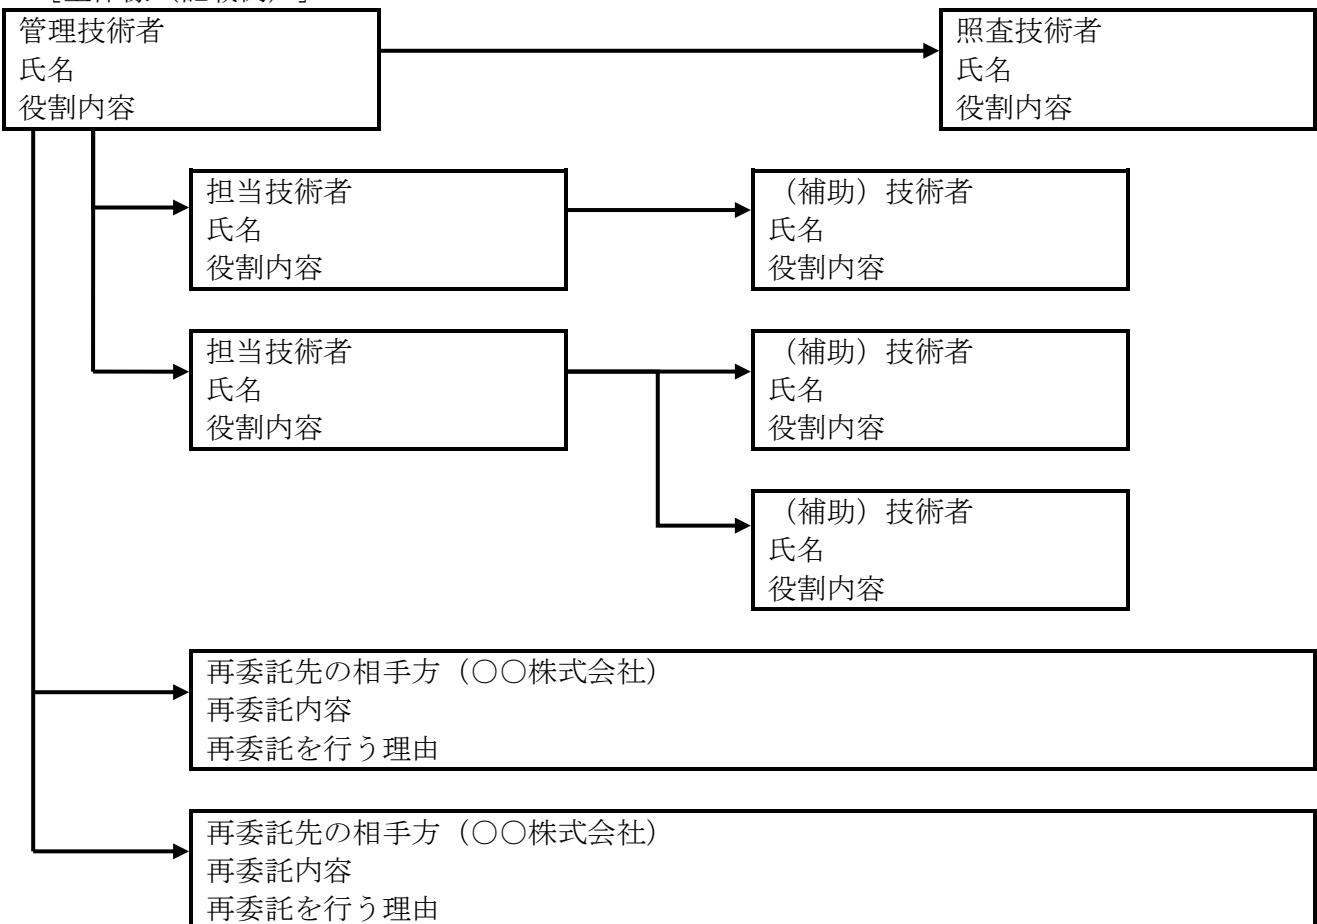 管理技術者
氏名
役割内容
照査技術者
氏名
役割内容
担当技術者
氏名
役割内容
（補助）技術者
氏名
役割内容
担当技術者
氏名
役割内容
（補助）技術者
氏名
役割内容
（補助）技術者
氏名
役割内容
再委託先の相手方（○○株式会社）
再委託内容
再委託を行う理由
再委託先の相手方（○○株式会社）
再委託内容
再委託を行う理由